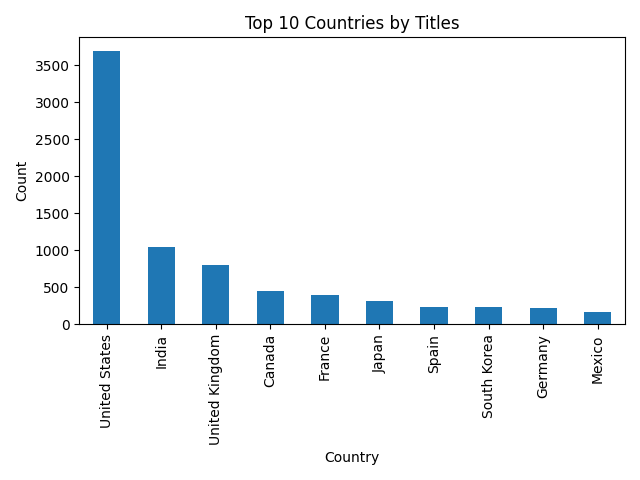 Top 10 Countries by Titles
Count
3500
3000
2500
2000
1500
1000
500
0
United States
India
United Kingdom
Canada
France
Japan
Spain
South Korea
Germany
Mexico
Country